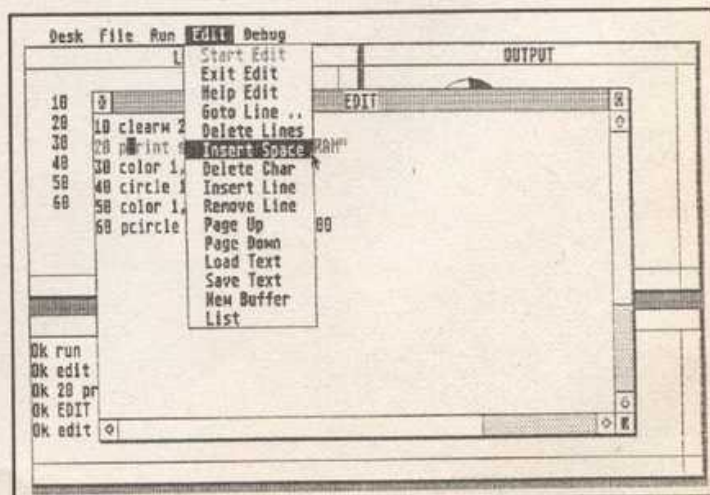 Desk File Run Edit Debug
L OUTPUT
Start Edit
Exit Edit
Help Edit
Goto Line ..
Delete Lines
Insert Space
Delete Char
Insert Line
Remove Line
Page Up
Page Down
Load Text
Save Text
New Buffer
List
10
20
30
40
50
60
EDIT
10 clearw 2
20 print s RAM"
30 color 1,
40 circle 1
50 color 1,
60 pcircle 00
Ok run
Ok edit
Ok 20 pr
Ok EDIT
Ok edit